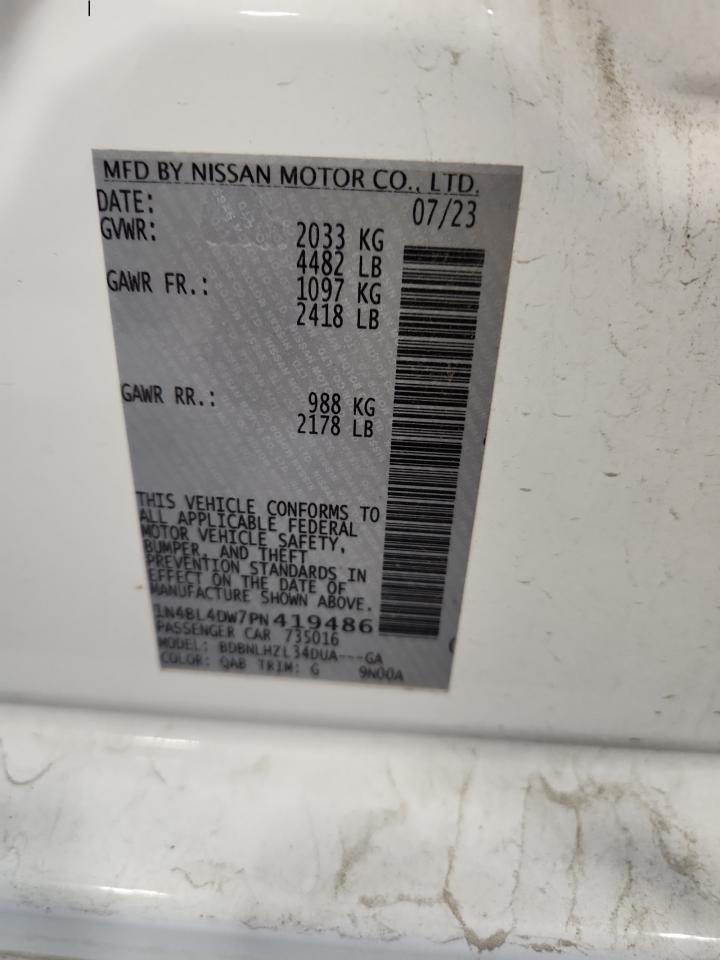 MFD BY NISSAN MOTOR CO., LTD.
DATE: 07/23
GVWR: 2033 KG
4482 LB
GAWR FR.: 1097 KG
2418 LB
GAWR RR.: 988 KG
2178 LB
THIS VEHICLE CONFORMS TO
ALL APPLICABLE FEDERAL
MOTOR VEHICLE SAFETY,
BUMPER, AND THEFT
PREVENTION STANDARDS IN
EFFECT ON THE DATE OF
MANUFACTURE SHOWN ABOVE.
1N4BL4DW7PN419486
PASSENGER CAR 735016
MODEL: BDBNLHZL34DUA---GA
COLOR: QAB TRIM: G 9N00A